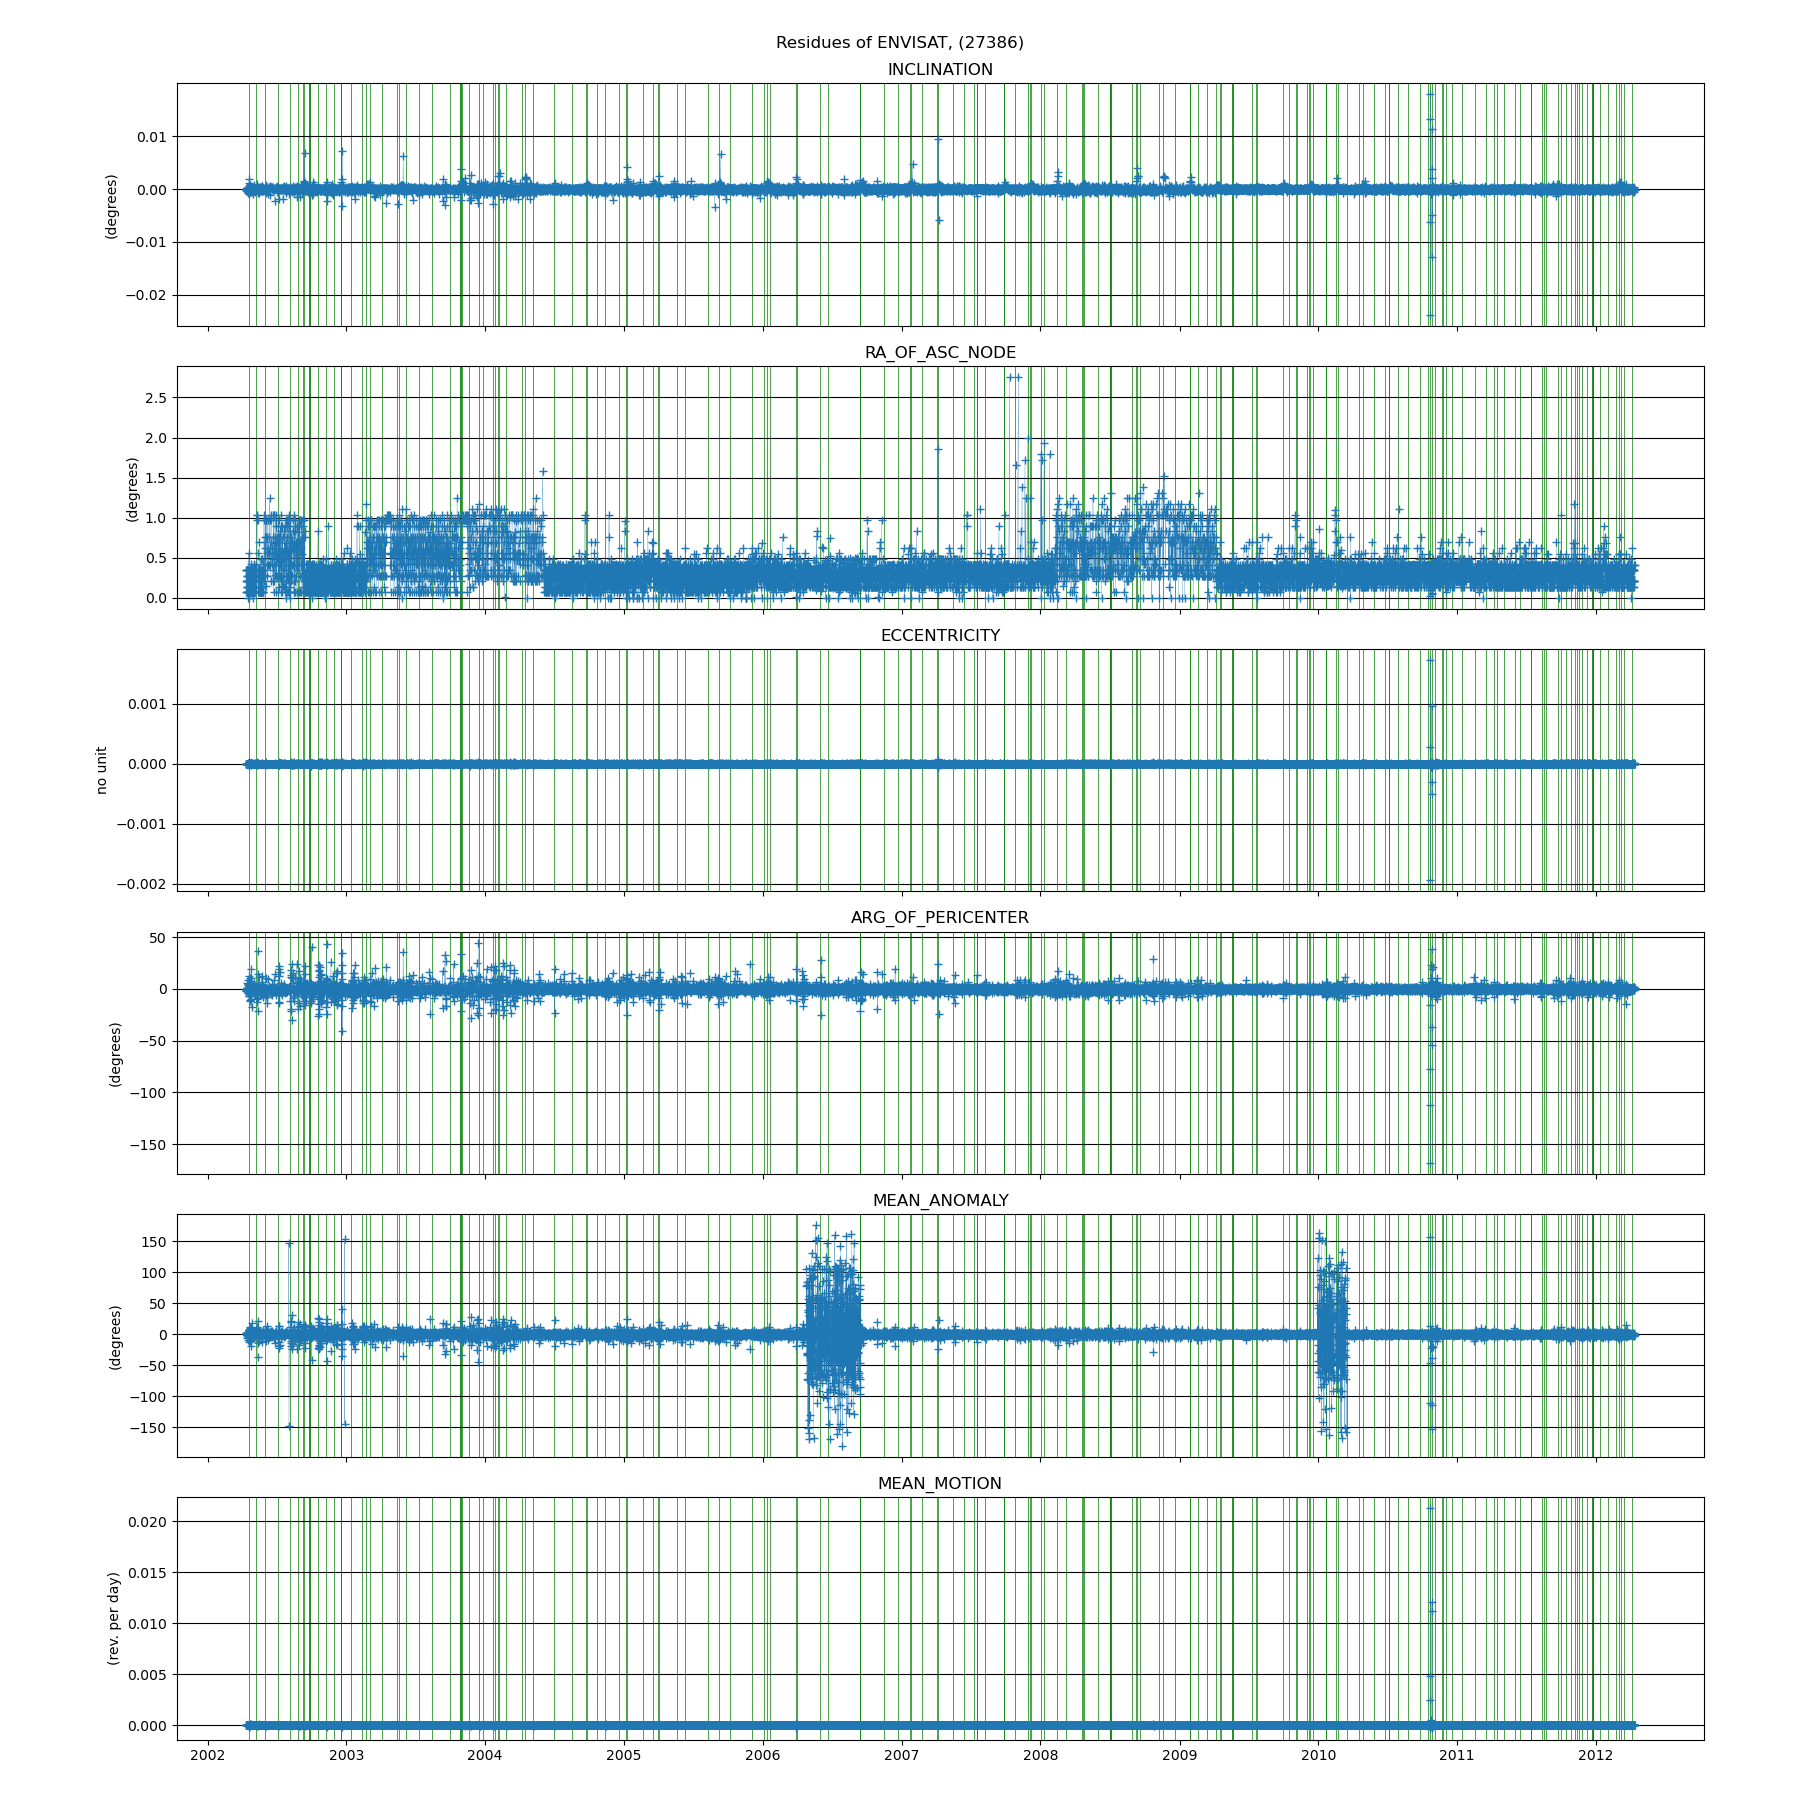 Residues of ENVISAT, (27386)
INCLINATION
0.01
0.00
−0.01
−0.02
(degrees)
RA_OF_ASC_NODE
2.5
2.0
1.5
1.0
0.5
0.0
(degrees)
ECCENTRICITY
0.001
0.000
−0.001
−0.002
no unit
ARG_OF_PERICENTER
50
0
−50
−100
−150
(degrees)
MEAN_ANOMALY
150
100
50
0
−50
−100
−150
(degrees)
MEAN_MOTION
0.020
0.015
0.010
0.005
0.000
(rev. per day)
2002 2003 2004 2005 2006 2007 2008 2009 2010 2011 2012